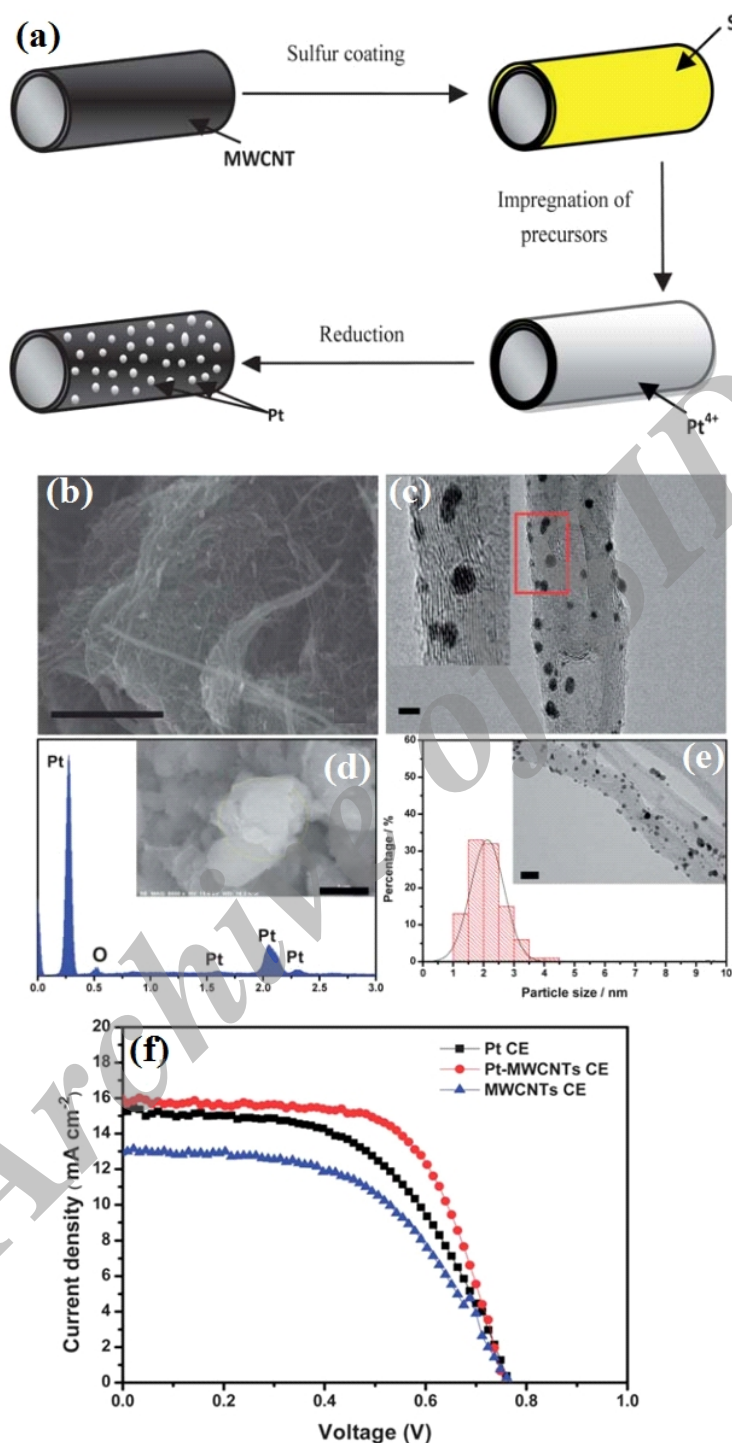 (a)
Sulfur coating
S
MWCNT
Impregnation of
precursors
Reduction
Pt
Pt4+
(b)
(c)
(d)
Pt
O
Pt
Pt
Pt
0.0 0.5 1.0 1.5 2.0 2.5 3.0
(e)
Percentage / %
60
50
40
30
20
10
0
0 1 2 3 4 5 6 7 8 9 10
Particle size / nm
(f)
Pt CE
Pt-MWCNTs CE
MWCNTs CE
Current density (mA cm-2)
20
18
16
14
12
10
8
6
4
2
0
0.0 0.2 0.4 0.6 0.8 1.0
Voltage (V)
Archive of SID